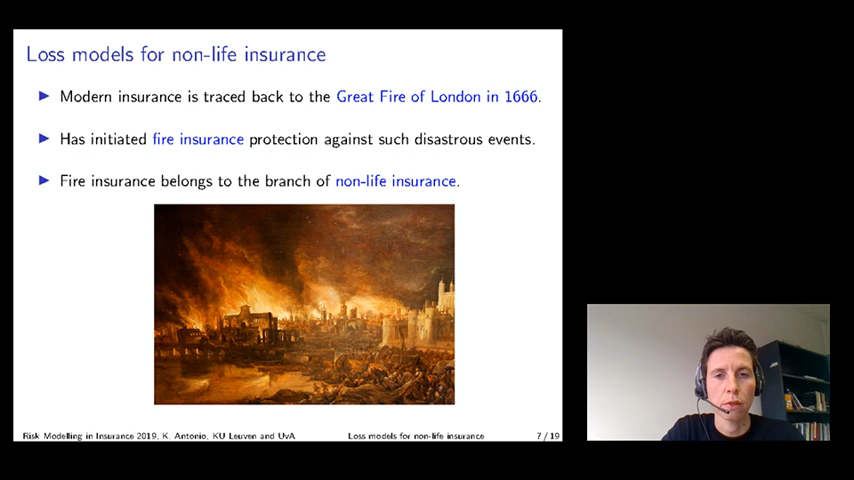 Loss models for non-life insurance
▶ Modern insurance is traced back to the Great Fire of London in 1666.
▶ Has initiated fire insurance protection against such disastrous events.
▶ Fire insurance belongs to the branch of non-life insurance.
Risk Modelling in Insurance 2019, K. Antonio, KU Leuven and UvA Loss models for non-life insurance 7 / 19